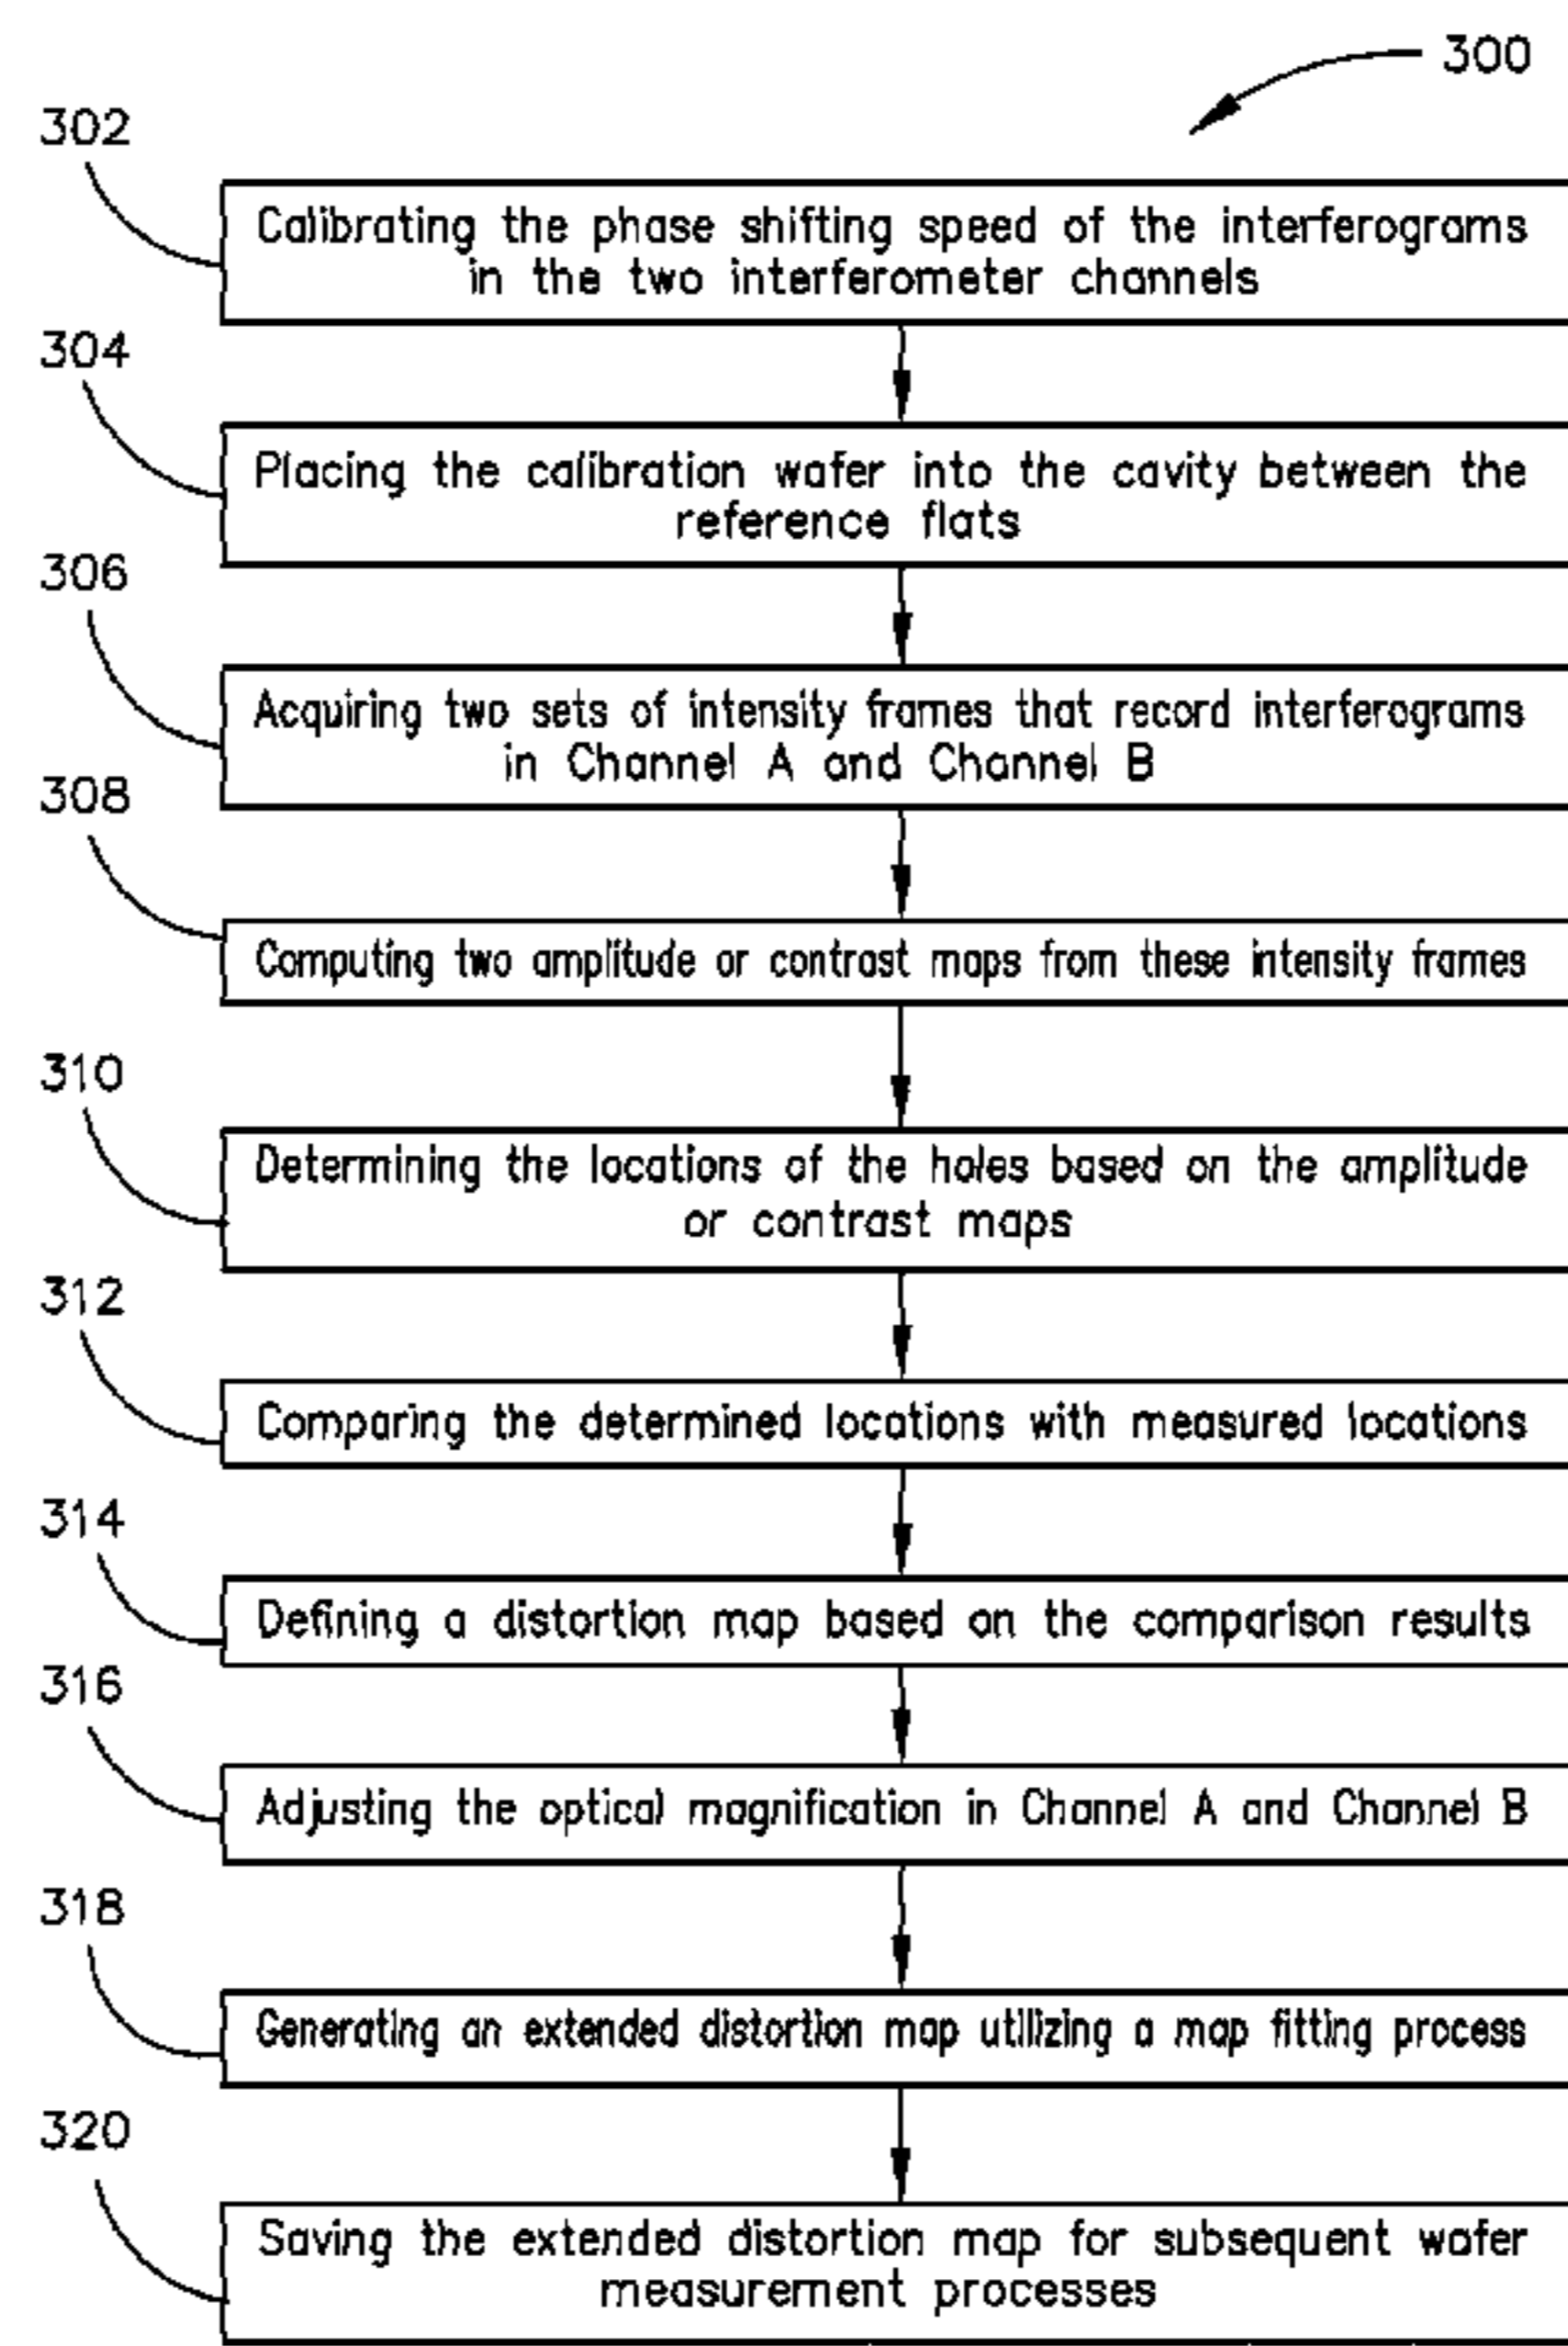 300
302
Calibrating the phase shifting speed of the interferograms
in the two interferometer channels
304
Placing the calibration wafer into the cavity between the
reference flats
306
Acquiring two sets of intensity frames that record interferograms
in Channel A and Channel B
308
Computing two amplitude or contrast maps from these intensity frames
310
Determining the locations of the holes based on the amplitude
or contrast maps
312
Comparing the determined locations with measured locations
314
Defining a distortion map based on the comparison results
316
Adjusting the optical magnification in Channel A and Channel B
318
Generating an extended distortion map utilizing a map fitting process
320
Saving the extended distortion map for subsequent wafer
measurement processes